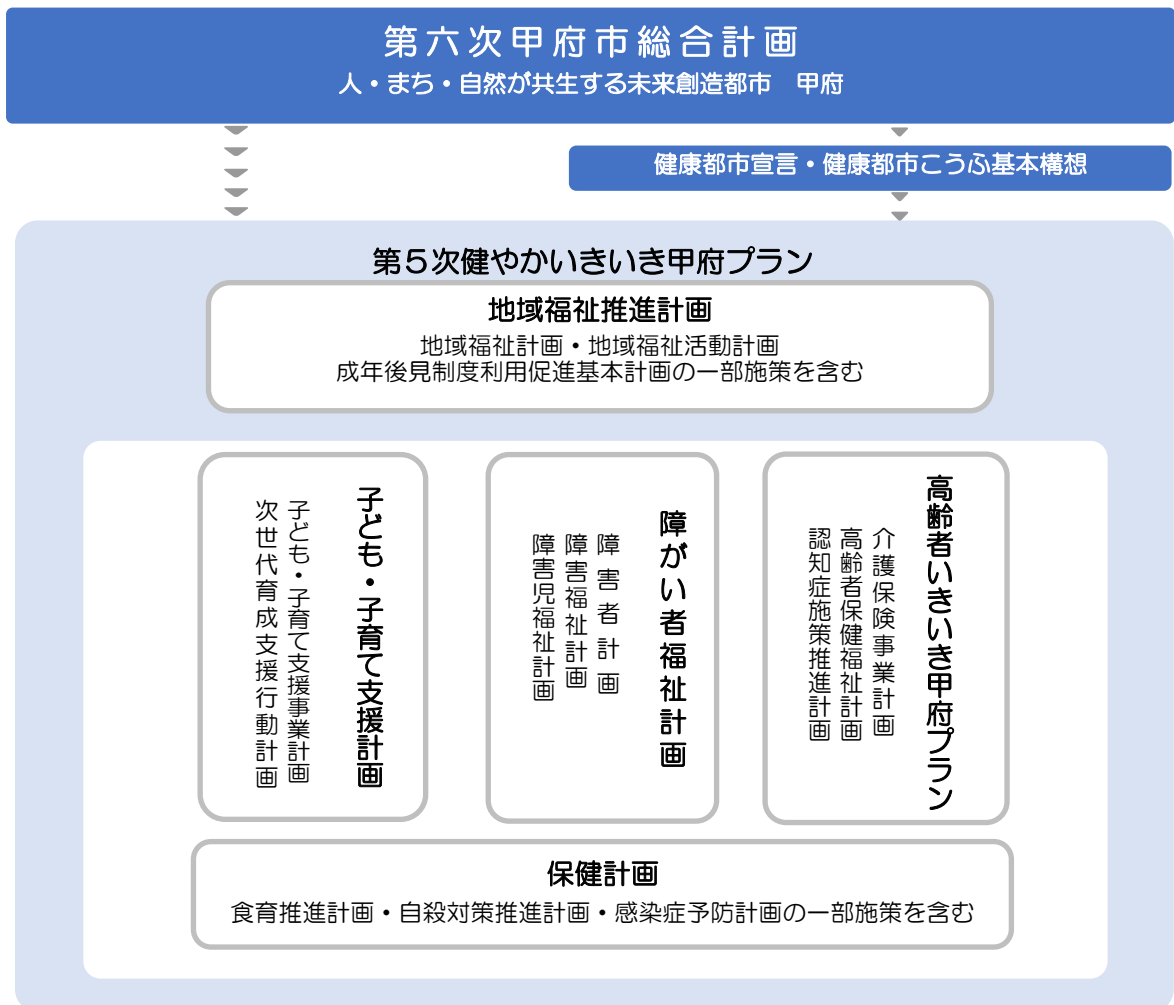 第六次甲府市総合計画
人・まち・自然が共生する未来創造都市　甲府
健康都市宣言・健康都市こうふ基本構想
第５次健やかいきいき甲府プラン
地域福祉推進計画
地域福祉計画・地域福祉活動計画
成年後見制度利用促進基本計画の一部施策を含む
高齢者いきいき甲府プラン
介護保険事業計画
高齢者保健福祉計画
認知症施策推進計画
障がい者福祉計画
障害者計画
障害福祉計画
障害児福祉計画
子ども・子育て支援計画
子ども・子育て支援事業計画
次世代育成支援行動計画
保健計画
食育推進計画・自殺対策推進計画・感染症予防計画の一部施策を含む